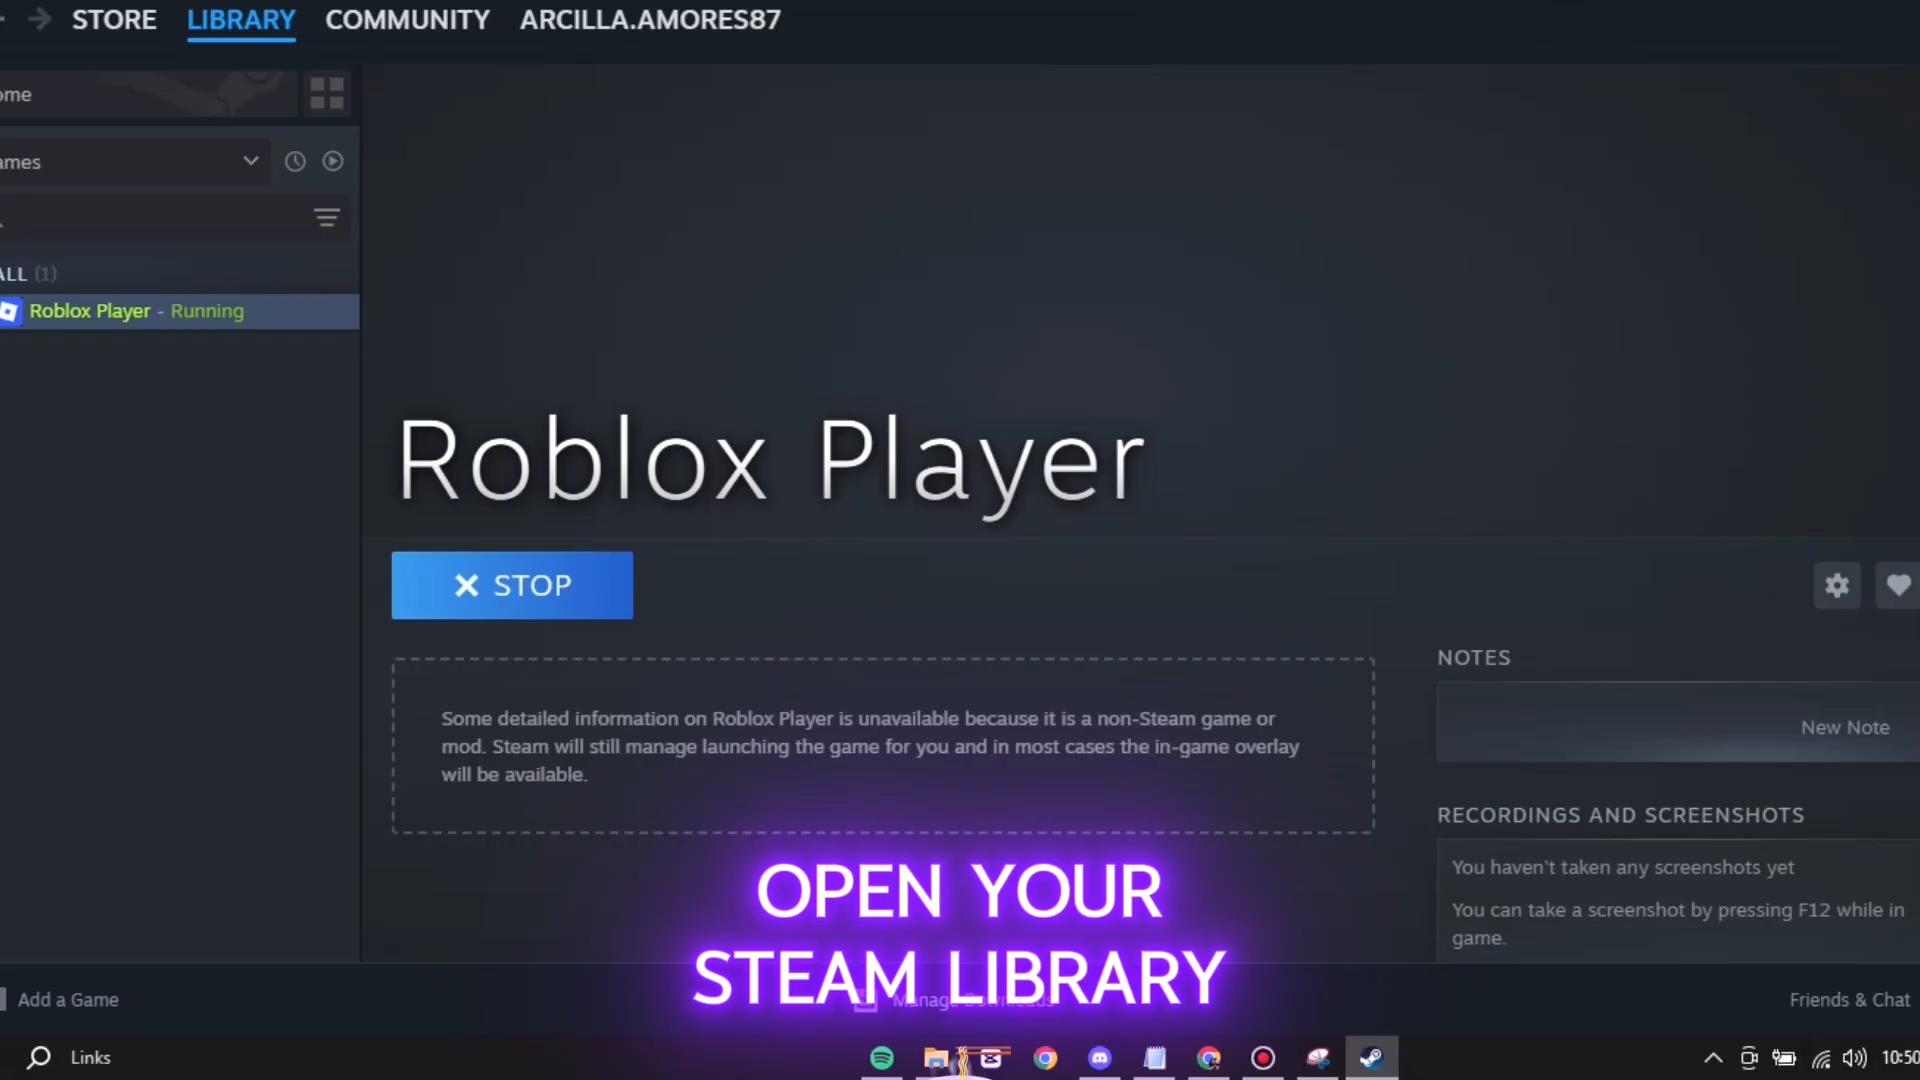 STORE LIBRARY COMMUNITY ARCILLA.AMORES87
ome
ames
ALL (1)
Roblox Player - Running
Roblox Player
STOP
Some detailed information on Roblox Player is unavailable because it is a non-Steam game or
mod. Steam will still manage launching the game for you and in most cases the in-game overlay
will be available.
NOTES
New Note
RECORDINGS AND SCREENSHOTS
You haven't taken any screenshots yet
You can take a screenshot by pressing F12 while in
game.
OPEN YOUR
STEAM LIBRARY
Add a Game
Manage Downloads
Friends & Chat
Links
10:50